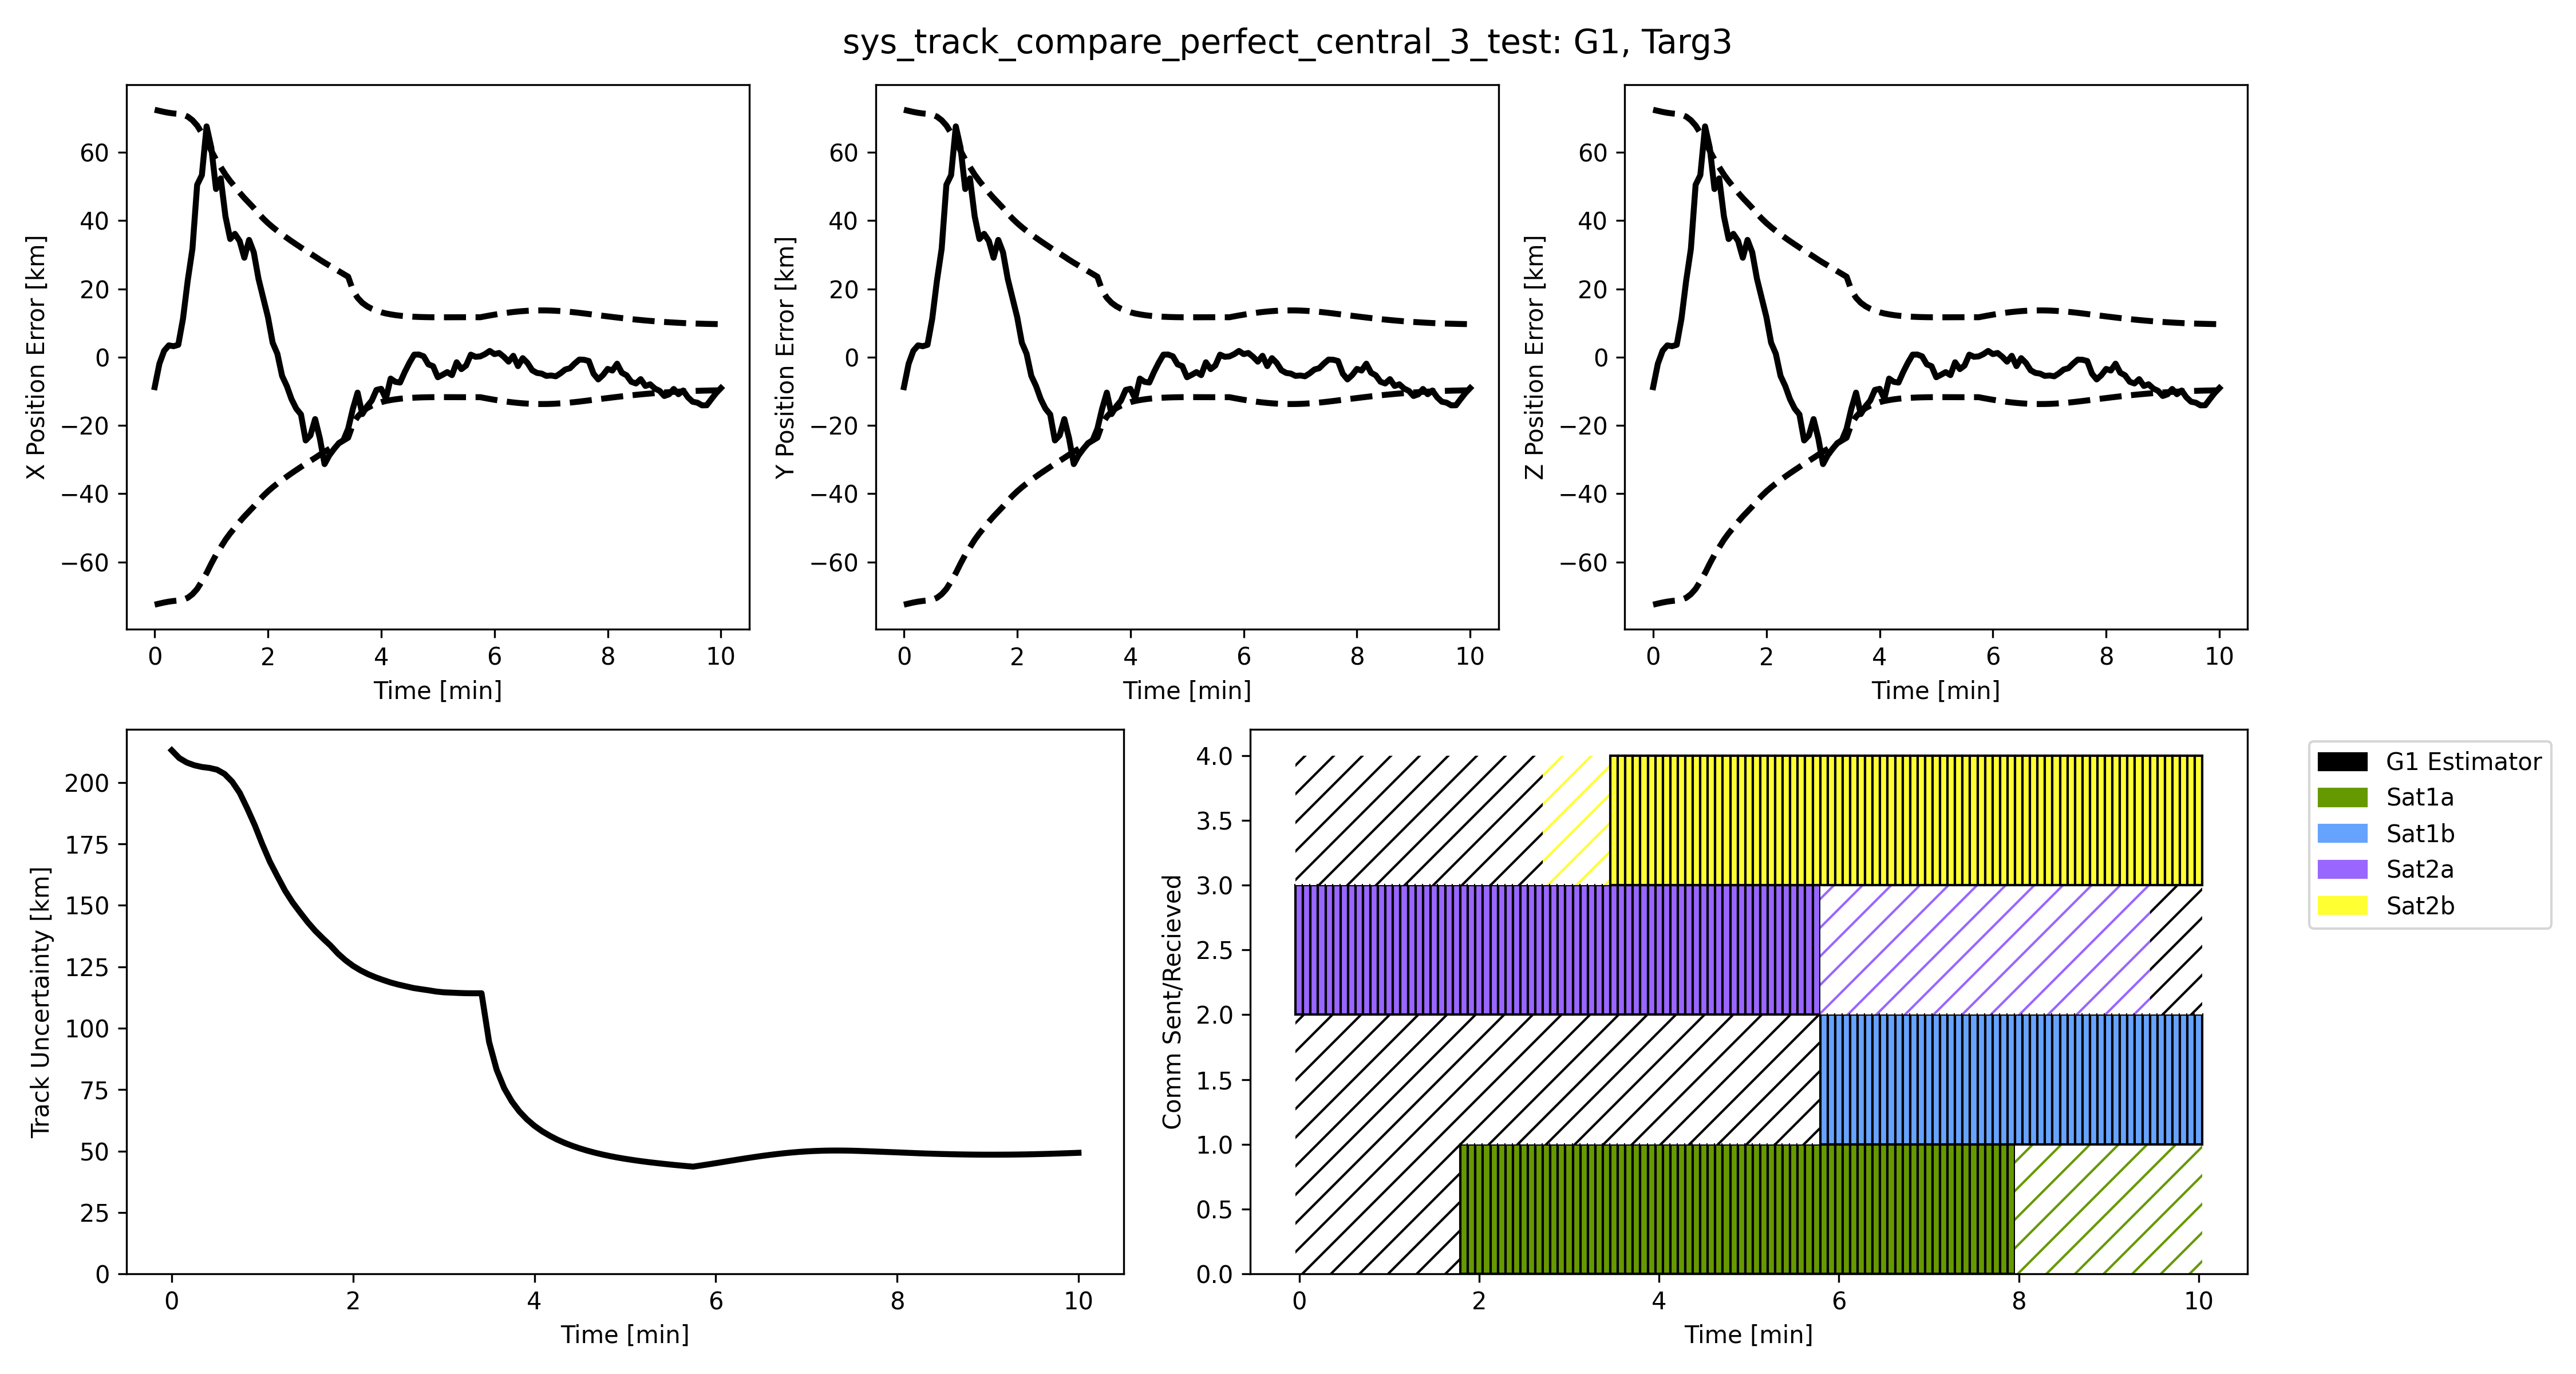 sys_track_compare_perfect_central_3_test: G1, Targ3
X Position Error [km]
60
40
20
0
−20
−40
−60
0 2 4 6 8 10
Time [min]
Y Position Error [km]
60
40
20
0
−20
−40
−60
0 2 4 6 8 10
Time [min]
Z Position Error [km]
60
40
20
0
−20
−40
−60
0 2 4 6 8 10
Time [min]
Track Uncertainty [km]
200
175
150
125
100
75
50
25
0
0 2 4 6 8 10
Time [min]
Comm Sent/Recieved
4.0
3.5
3.0
2.5
2.0
1.5
1.0
0.5
0.0
0 2 4 6 8 10
Time [min]
G1 Estimator
Sat1a
Sat1b
Sat2a
Sat2b